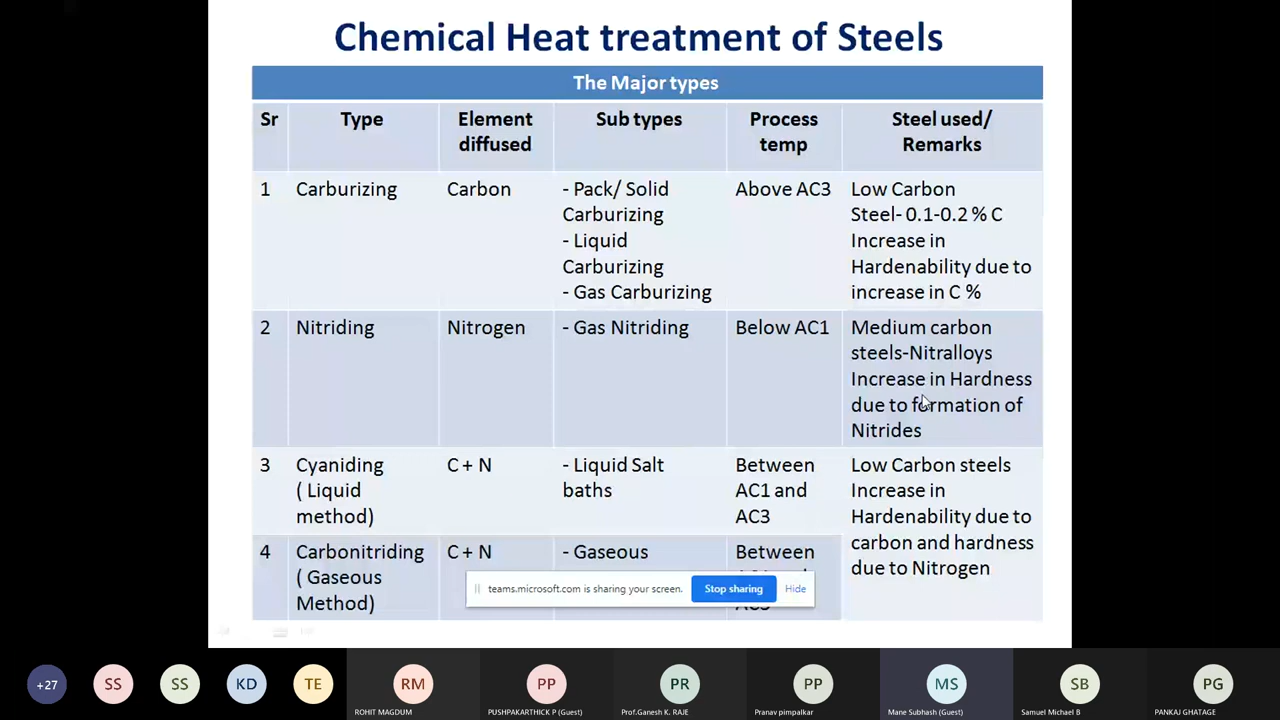 Chemical Heat treatment of Steels
The Major types
Sr
Type
Element
diffused
Sub types
Process
temp
Steel used/
Remarks
1
Carburizing
Carbon
- Pack/ Solid
Carburizing
- Liquid
Carburizing
- Gas Carburizing
Above AC3
Low Carbon
Steel- 0.1-0.2 % C
Increase in
Hardenability due to
increase in C %
2
Nitriding
Nitrogen
- Gas Nitriding
Below AC1
Medium carbon
steels-Nitralloys
Increase in Hardness
due to formation of
Nitrides
3
Cyaniding
( Liquid
method)
C + N
- Liquid Salt
baths
Between
AC1 and
AC3
Low Carbon steels
Increase in
Hardenability due to
carbon and hardness
due to Nitrogen
4
Carbonitriding
( Gaseous
Method)
C + N
- Gaseous
Between
teams.microsoft.com is sharing your screen.
Stop sharing
Hide
+27
SS
SS
KD
TE
RM
PP
PR
PP
MS
SB
PG
ROHIT MAGDUM
PUSHPAKARTHICK P (Guest)
Prof.Ganesh K. RAJE
Pranav pimpalkar
Mane Subhash (Guest)
Samuel Michael B
PANKAJ GHATAGE